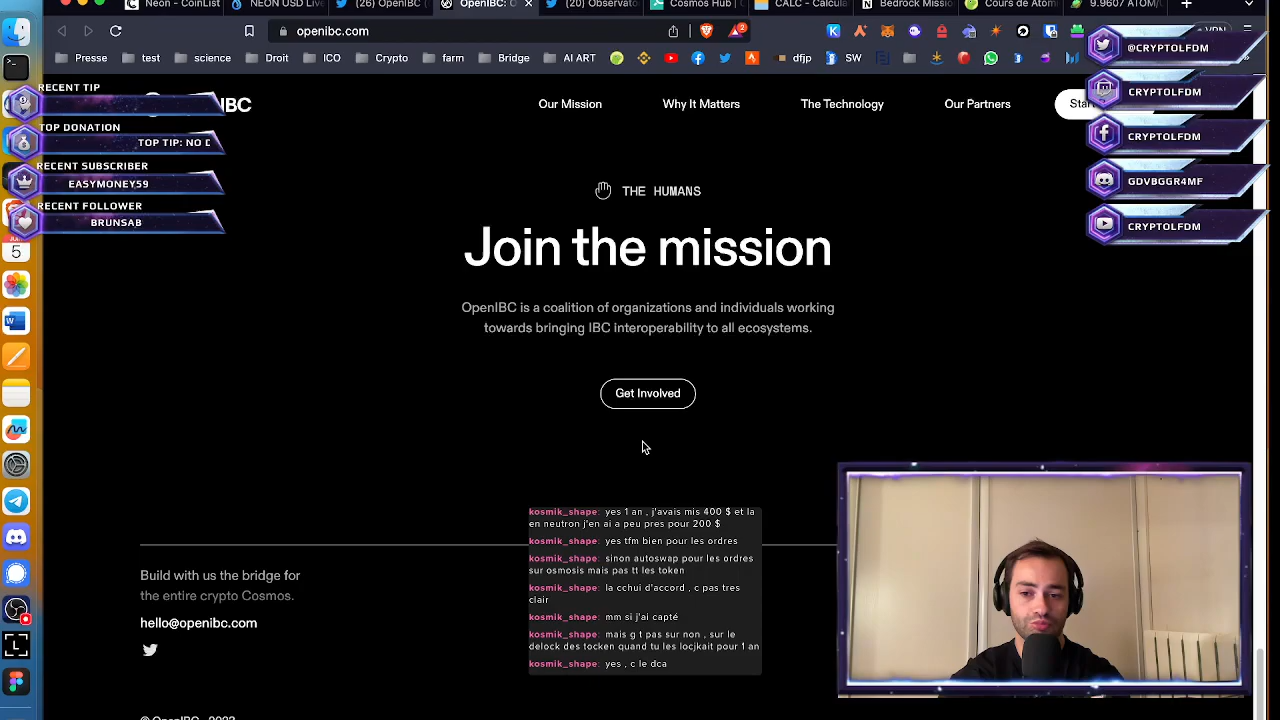 Neon - CoinList
NEON USD Live
(26) OpenIBC (
OpenIBC: O
(20) Observato
Cosmos Hub (
CALC - Calcula
Bedrock Missio
Cours de Atom
9.9607 ATOM/
openibc.com
VPN
Presse
test
science
Droit
ICO
Crypto
farm
Bridge
AI ART
dfjp
SW
IBC
Our Mission
Why It Matters
The Technology
Our Partners
Star
RECENT TIP
TOP DONATION
TOP TIP: NO D
RECENT SUBSCRIBER
EASYMONEY59
RECENT FOLLOWER
BRUNSAB
@CRYPTOLFDM
CRYPTOLFDM
CRYPTOLFDM
GDVBGGR4MF
CRYPTOLFDM
5
THE HUMANS
Join the mission
OpenIBC is a coalition of organizations and individuals working
towards bringing IBC interoperability to all ecosystems.
Get Involved
kosmik_shape: yes 1 an , j'avais mis 400 $ et la
en neutron j'en ai a peu pres pour 200 $
kosmik_shape: yes tfm bien pour les ordres
kosmik_shape: sinon autoswap pour les ordres
sur osmosis mais pas tt les token
kosmik_shape: la cchui d'accord , c pas tres
clair
kosmik_shape: mm si j'ai capté
kosmik_shape: mais g t pas sur non , sur le
delock des tocken quand tu les locjkait pour 1 an
kosmik_shape: yes , c le dca
Build with us the bridge for
the entire crypto Cosmos.
hello@openibc.com
© OpenIBC - 2023